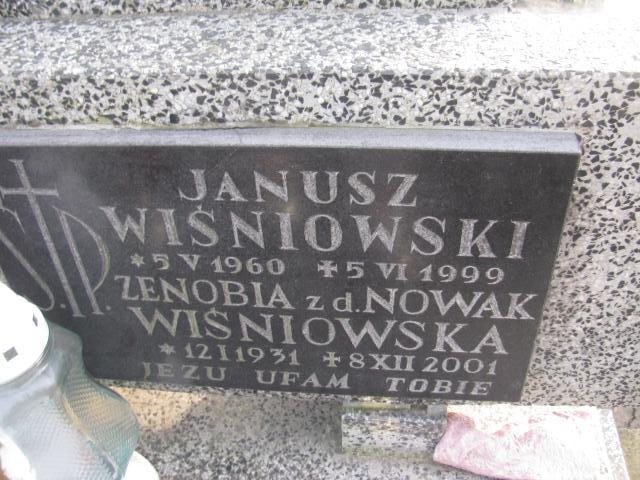 Ś.P.
JANUSZ
WIŚNIOWSKI
*5 V 1960 ✝5 VI 1999
ZENOBIA z d. NOWAK
WIŚNIOWSKA
*12 I 1931 ✝8 XII 2001
JEZU UFAM TOBIE